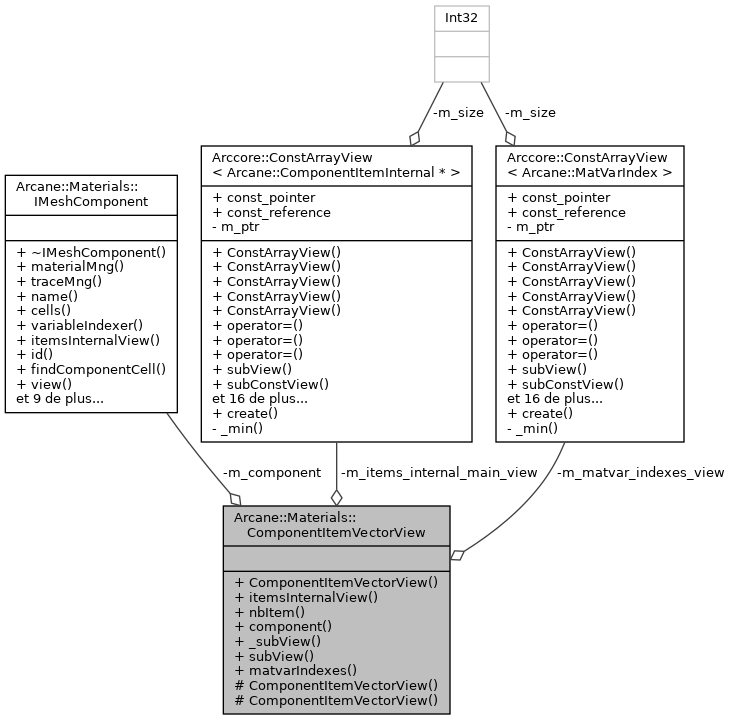 Int32
-m_size
-m_size
Arcane::Materials::
IMeshComponent
+ ~IMeshComponent()
+ materialMng()
+ traceMng()
+ name()
+ cells()
+ variableIndexer()
+ itemsInternalView()
+ id()
+ findComponentCell()
+ view()
et 9 de plus...
Arccore::ConstArrayView
< Arcane::ComponentItemInternal * >
+ const_pointer
+ const_reference
- m_ptr
+ ConstArrayView()
+ ConstArrayView()
+ ConstArrayView()
+ ConstArrayView()
+ ConstArrayView()
+ operator=()
+ operator=()
+ operator=()
+ subView()
+ subConstView()
et 16 de plus...
+ create()
- _min()
Arccore::ConstArrayView
< Arcane::MatVarIndex >
+ const_pointer
+ const_reference
- m_ptr
+ ConstArrayView()
+ ConstArrayView()
+ ConstArrayView()
+ ConstArrayView()
+ ConstArrayView()
+ operator=()
+ operator=()
+ operator=()
+ subView()
+ subConstView()
et 16 de plus...
+ create()
- _min()
-m_component
-m_items_internal_main_view
-m_matvar_indexes_view
Arcane::Materials::
ComponentItemVectorView
+ ComponentItemVectorView()
+ itemsInternalView()
+ nbItem()
+ component()
+ _subView()
+ subView()
+ matvarIndexes()
# ComponentItemVectorView()
# ComponentItemVectorView()